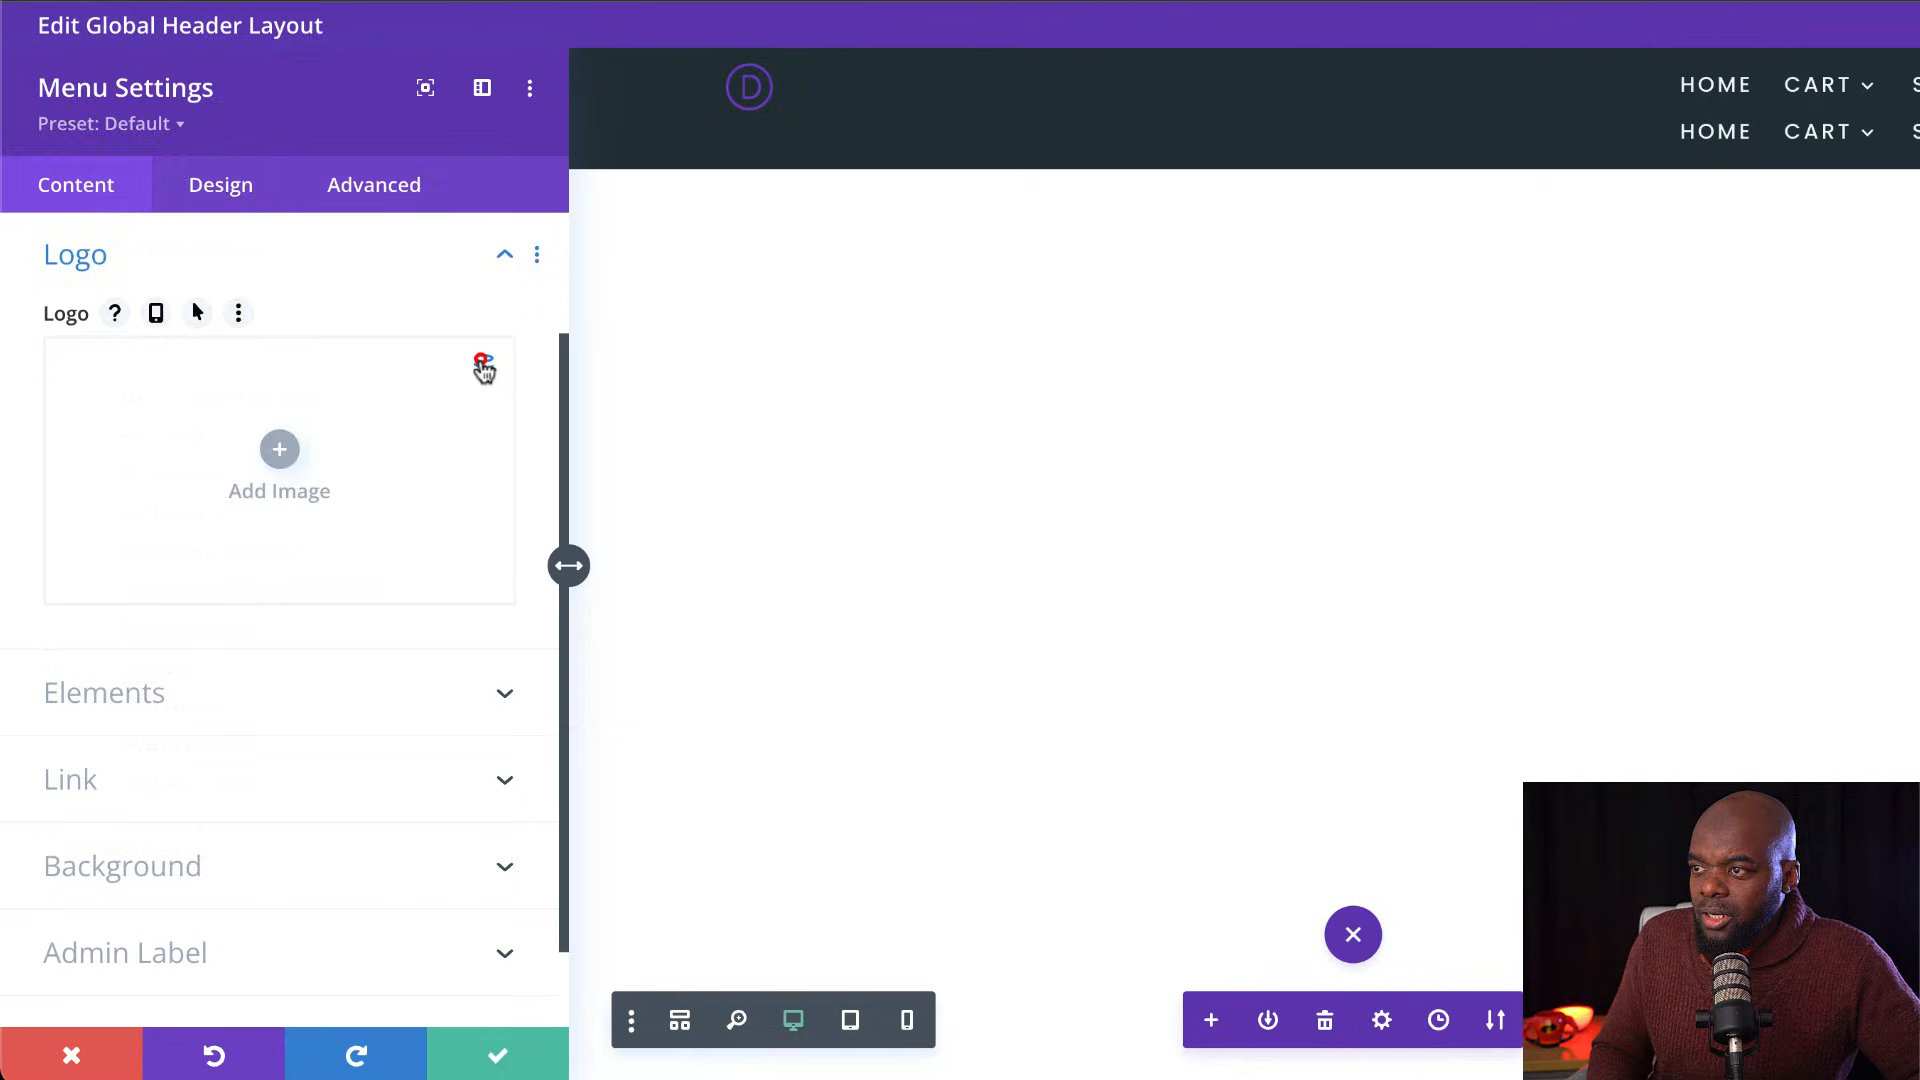 Edit Global Header Layout
Menu Settings
Preset: Default
Content
Design
Advanced
Logo
Logo
?
Add Image
Elements
Link
Background
Admin Label
D
HOME CART S
HOME CART S